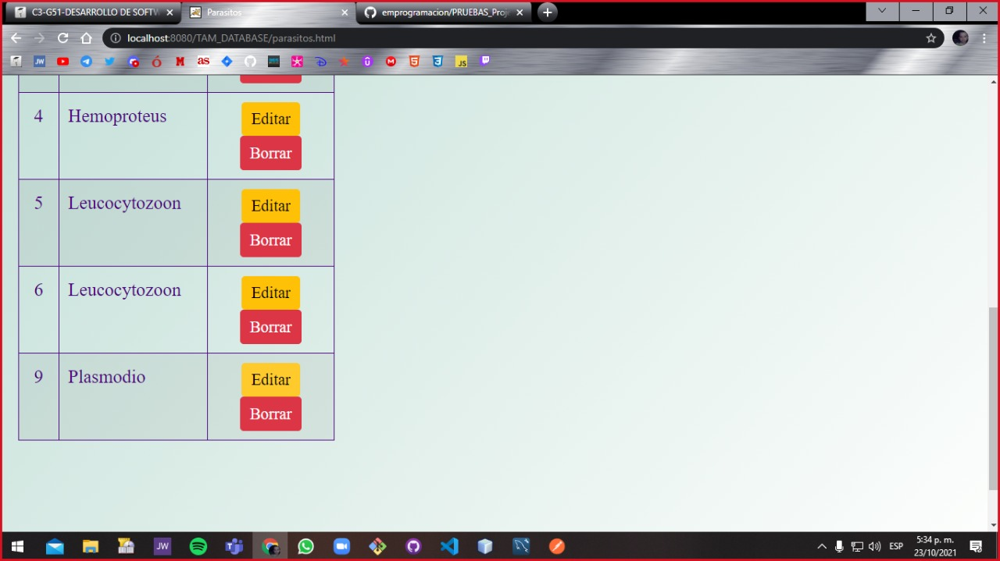 C3-G51-DESARROLLO DE SOFTW
Parasitos
emprogramacion/PRUEBAS_Proje
localhost:8080/TAM_DATABASE/parasitos.html
JW
M
as
JS
4 Hemoproteus Editar
Borrar
5 Leucocytozoon Editar
Borrar
6 Leucocytozoon Editar
Borrar
9 Plasmodio Editar
Borrar
JW
ESP
5:34 p. m.
23/10/2021